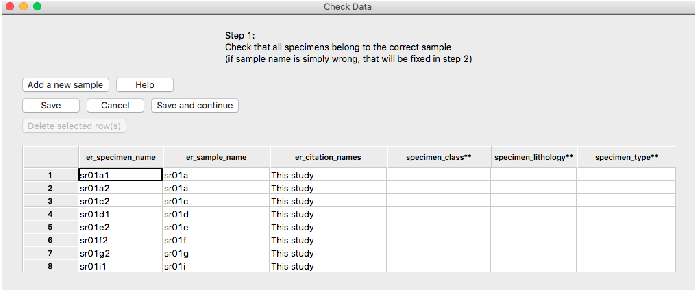 Check Data
Step 1:
Check that all specimens belong to the correct sample
(if sample name is simply wrong, that will be fixed in step 2)
Add a new sample Help
Save Cancel Save and continue
Delete selected row(s)
er_specimen_name er_sample_name er_citation_names specimen_class** specimen_lithology** specimen_type**
1 sr01a1 sr01a This study
2 sr01a2 sr01a This study
3 sr01c2 sr01c This study
4 sr01d1 sr01d This study
5 sr01e2 sr01e This study
6 sr01f2 sr01f This study
7 sr01g2 sr01g This study
8 sr01i1 sr01i This study